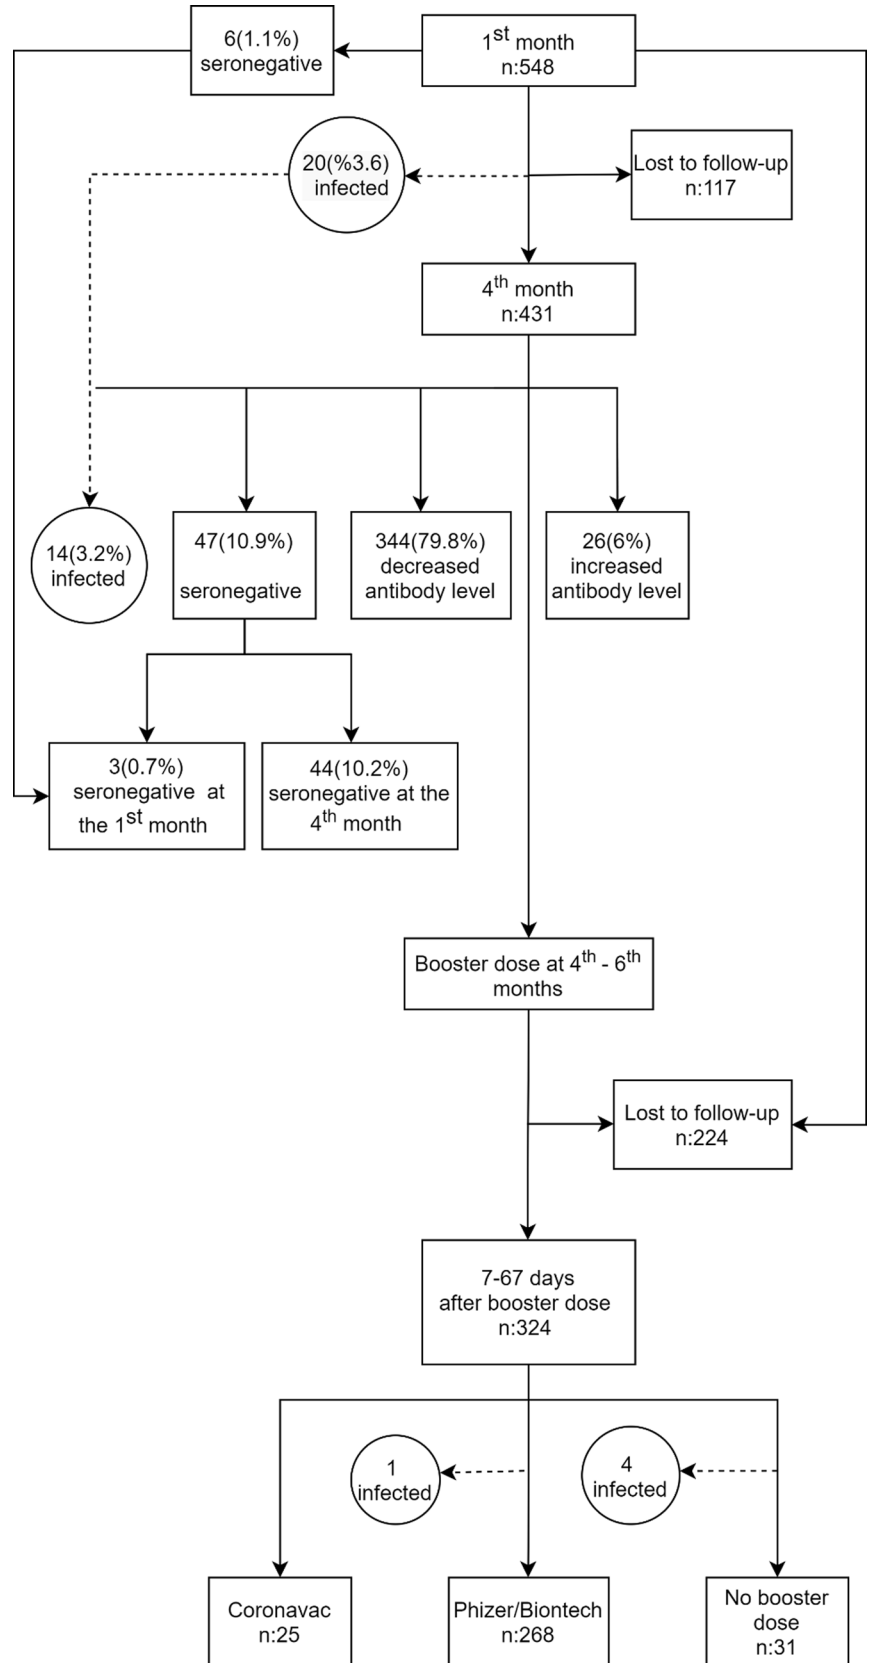 6(1.1%)
seronegative
1st month
n:548
20(%3.6)
infected
Lost to follow-up
n:117
4th month
n:431
14(3.2%)
infected
47(10.9%)
seronegative
344(79.8%)
decreased
antibody level
26(6%)
increased
antibody level
3(0.7%)
seronegative at
the 1st month
44(10.2%)
seronegative at the
4th month
Booster dose at 4th - 6th
months
Lost to follow-up
n:224
7-67 days
after booster dose
n:324
1
infected
4
infected
Coronavac
n:25
Phizer/Biontech
n:268
No booster
dose
n:31